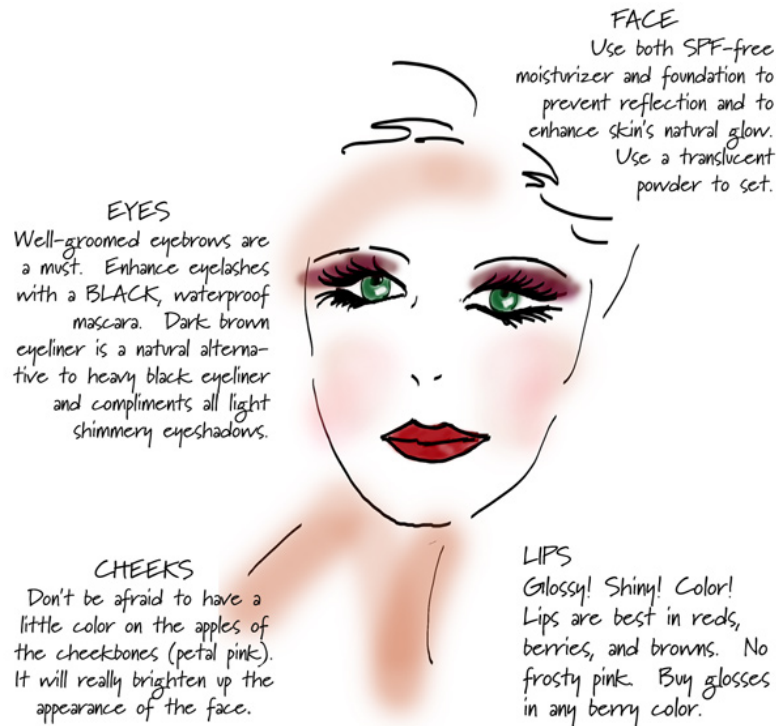 FACE
Use both SPF-free
moisturizer and foundation to
prevent reflection and to
enhance skin's natural glow.
Use a translucent
powder to set.
EYES
Well-groomed eyebrows are
a must. Enhance eyelashes
with a BLACK, waterproof
mascara. Dark brown
eyeliner is a natural alterna-
tive to heavy black eyeliner
and compliments all light
shimmery eyeshadows.
CHEEKS
Don't be afraid to have a
little color on the apples of
the cheekbones (petal pink).
It will really brighten up the
appearance of the face.
LIPS
Glossy! Shiny! Color!
Lips are best in reds,
berries, and browns. No
frosty pink. Buy glosses
in any berry color.